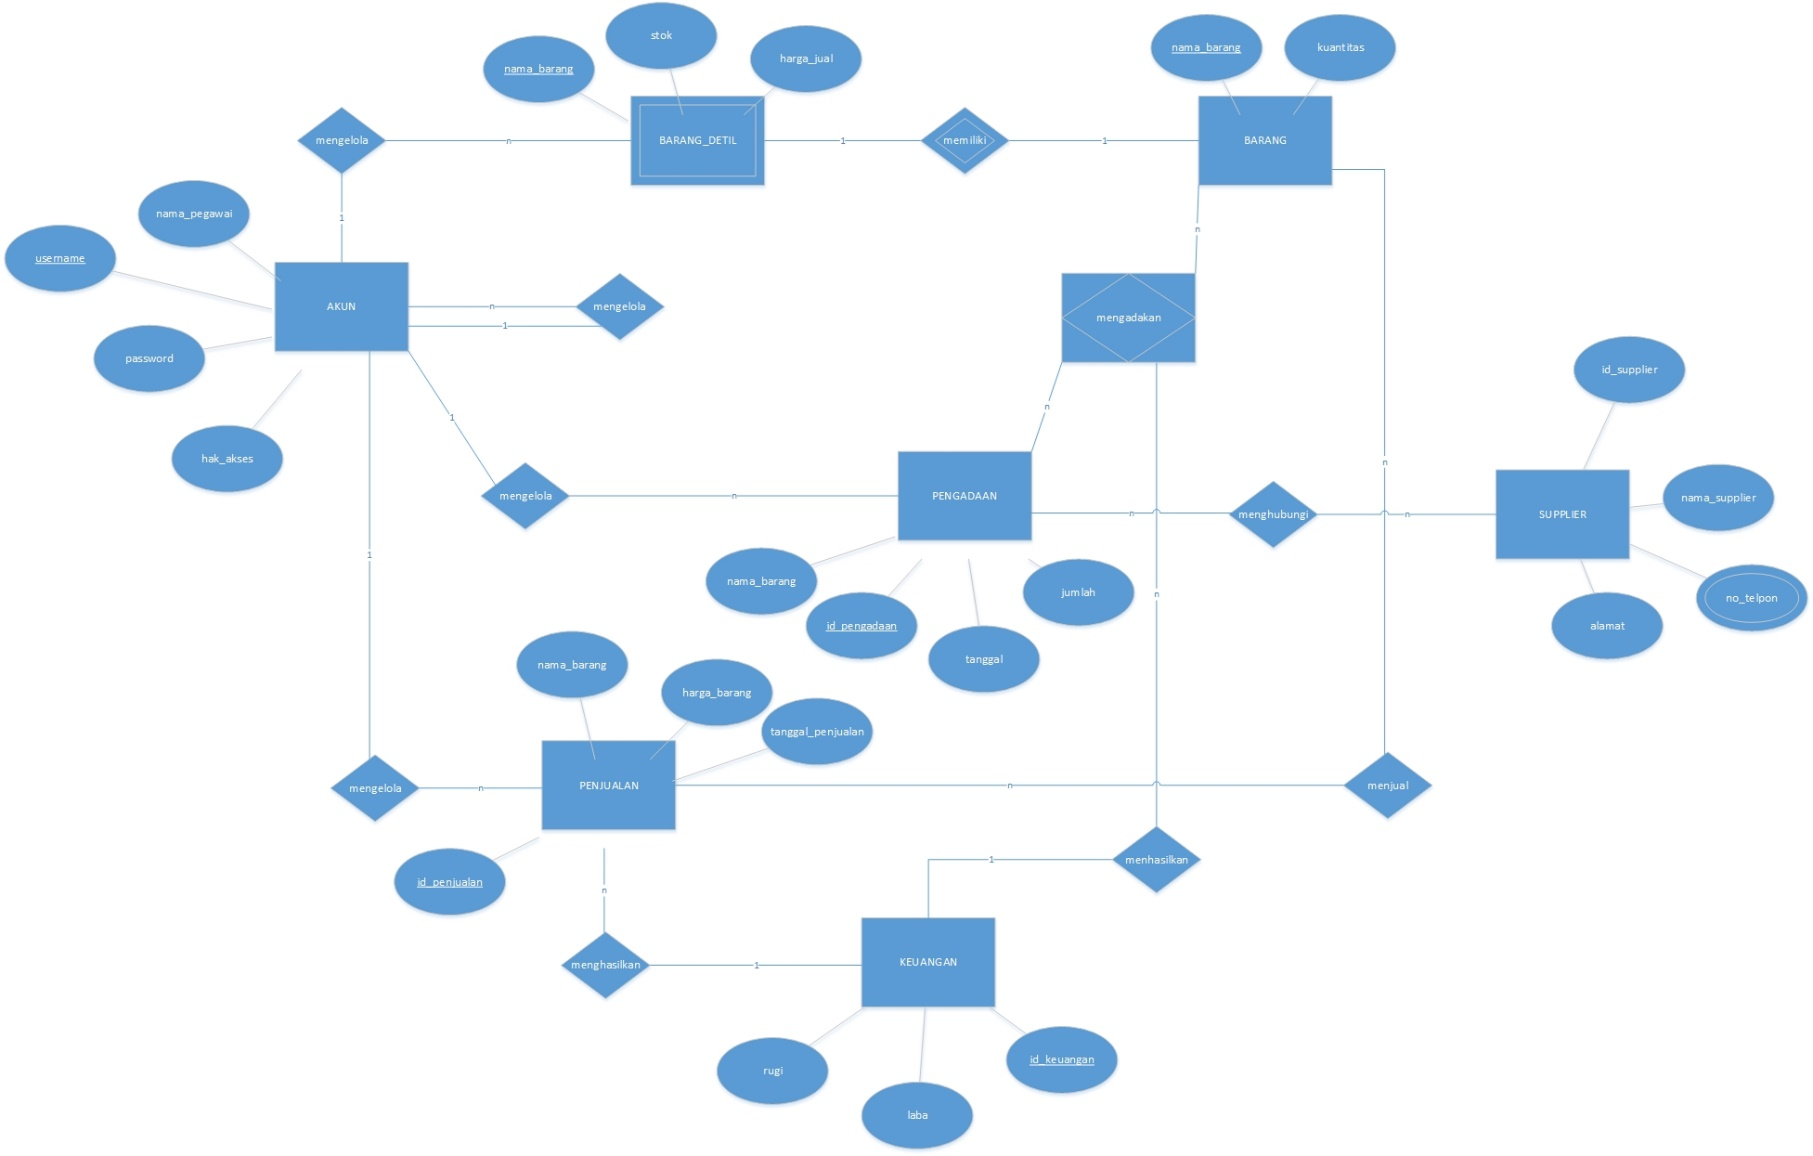 stok
nama_barang
kuantitas
harga_jual
nama_barang
mengelola
n
BARANG_DETIL
1
memiliki
1
BARANG
nama_pegawai
1
n
username
AKUN
n
mengelola
1
mengadakan
password
id_supplier
n
1
hak_akses
n
mengelola
n
PENGADAAN
nama_supplier
n
menghubungi
n
SUPPLIER
1
nama_barang
jumlah
n
no_telpon
id_pengadaan
alamat
tanggal
nama_barang
harga_barang
tanggal_penjualan
mengelola
n
PENJUALAN
n
menjual
1
menhasilkan
id_penjualan
n
menghasilkan
1
KEUANGAN
id_keuangan
rugi
laba